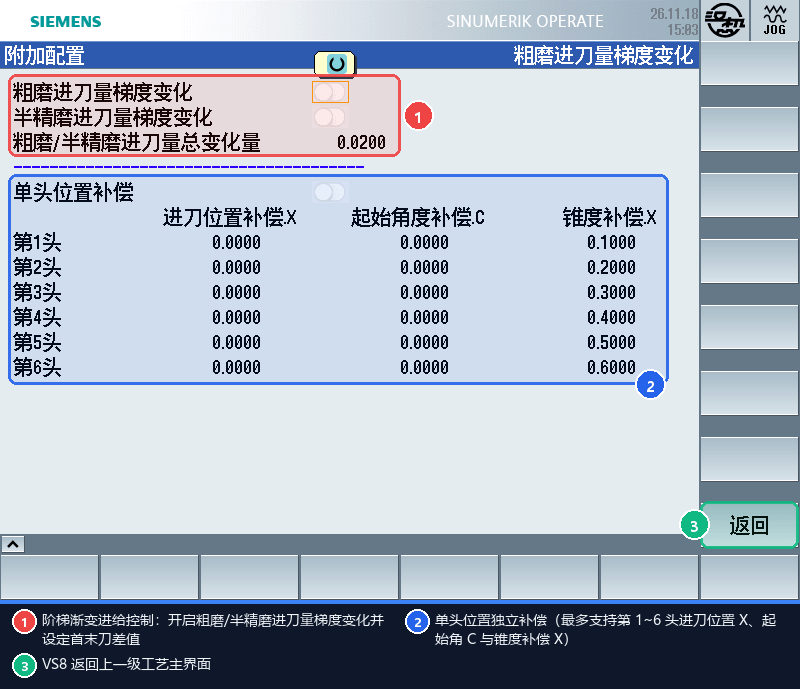 SIEMENS
SINUMERIK OPERATE
26.11.18
15:03
JOG
附加配置
粗磨进刀量梯度变化
粗磨进刀量梯度变化
半精磨进刀量梯度变化
粗磨/半精磨进刀量总变化量 0.0200
1
单头位置补偿
进刀位置补偿.X 起始角度补偿.C 锥度补偿.X
第1头 0.0000 0.0000 0.1000
第2头 0.0000 0.0000 0.2000
第3头 0.0000 0.0000 0.3000
第4头 0.0000 0.0000 0.4000
第5头 0.0000 0.0000 0.5000
第6头 0.0000 0.0000 0.6000
2
3 返回
1 阶梯渐变进给控制：开启粗磨/半精磨进刀量梯度变化并
设定首末刀差值
2 单头位置独立补偿（最多支持第 1~6 头进刀位置 X、起
始角 C 与锥度补偿 X）
3 VS8 返回上一级工艺主界面